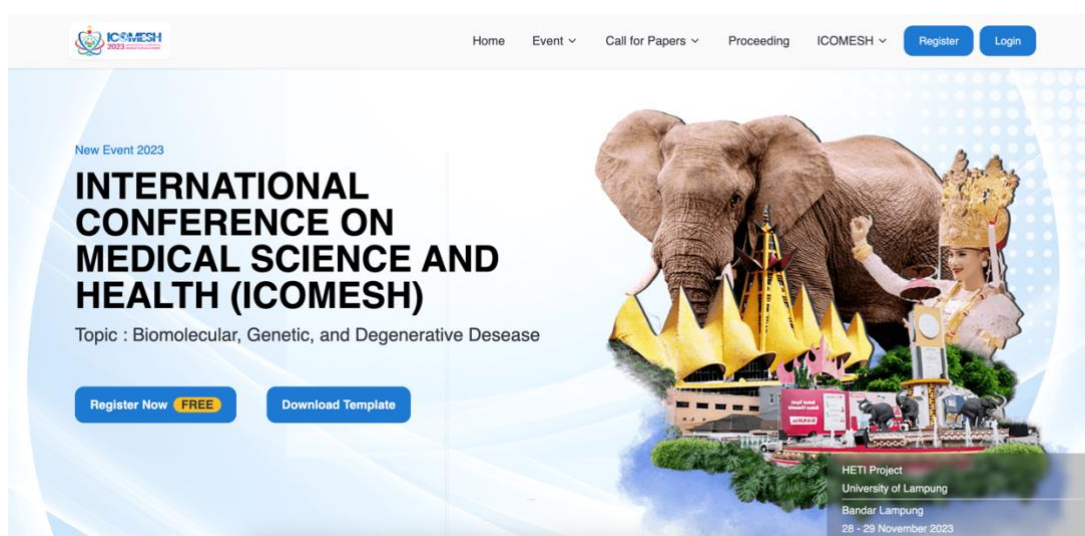 ICOMESH
2023
Home
Event
Call for Papers
Proceeding
ICOMESH
Register
Login
New Event 2023
INTERNATIONAL
CONFERENCE ON
MEDICAL SCIENCE AND
HEALTH (ICOMESH)
Topic : Biomolecular, Genetic, and Degenerative Desease
Register Now FREE
Download Template
HETI Project
University of Lampung
Bandar Lampung
28 - 29 November 2023